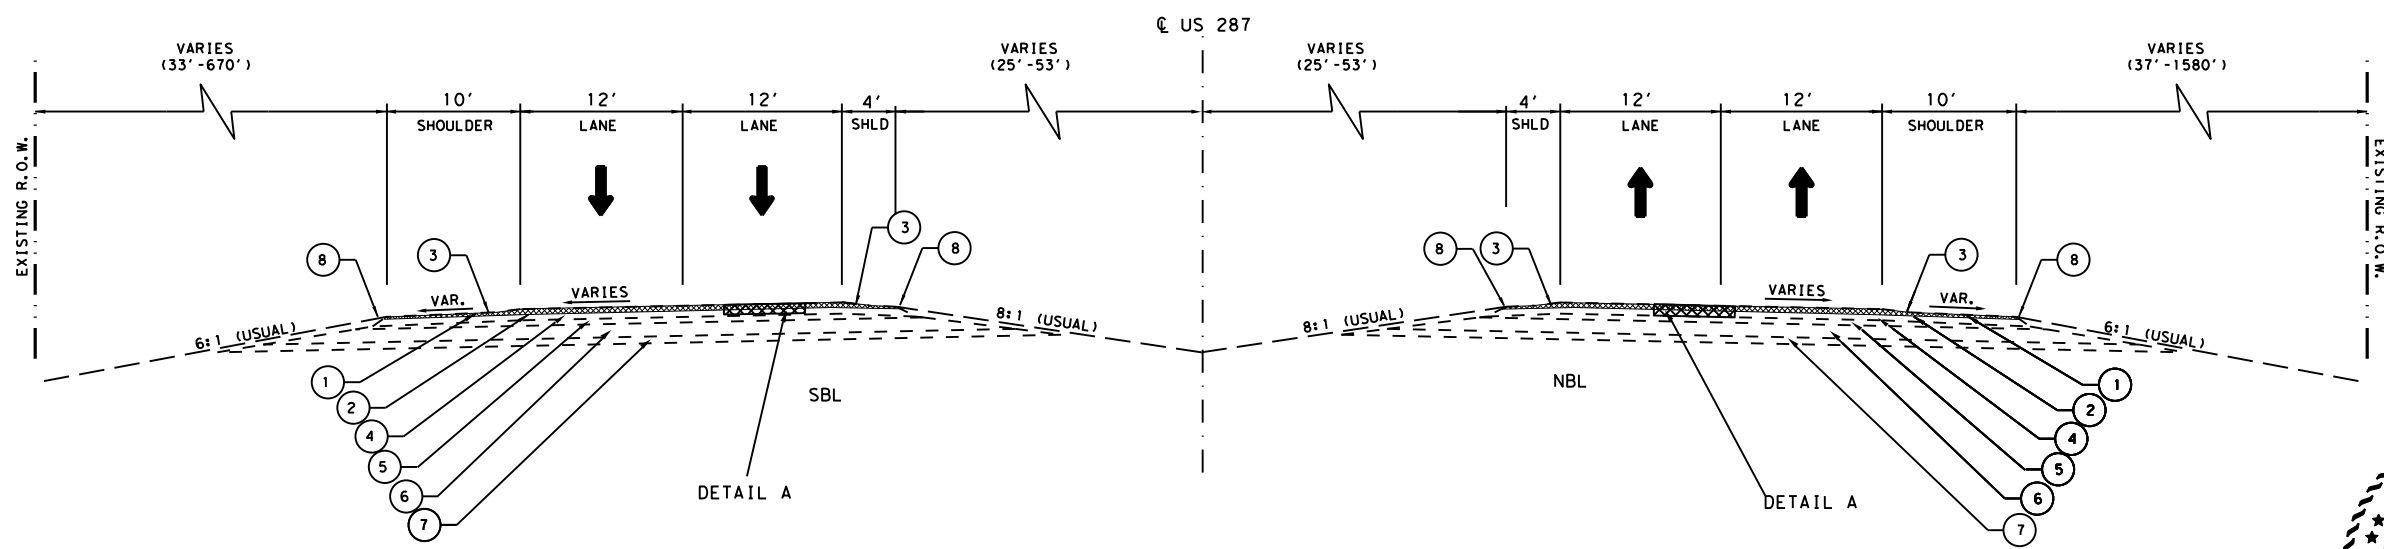 ℄ US 287
VARIES
(33'-670')
VARIES
(25'-53')
VARIES
(25'-53')
VARIES
(37'-1580')
10'
12'
12'
4'
4'
12'
12'
10'
SHOULDER
LANE
LANE
SHLD
SHLD
LANE
LANE
SHOULDER
EXISTING R.O.W.
EXISTING R.O.W.
8
3
3
8
8
3
3
8
VAR.
VARIES
VARIES
VAR.
6:1 (USUAL)
8:1 (USUAL)
8:1 (USUAL)
6:1 (USUAL)
1
2
4
5
6
7
SBL
NBL
1
2
4
5
6
7
DETAIL A
DETAIL A